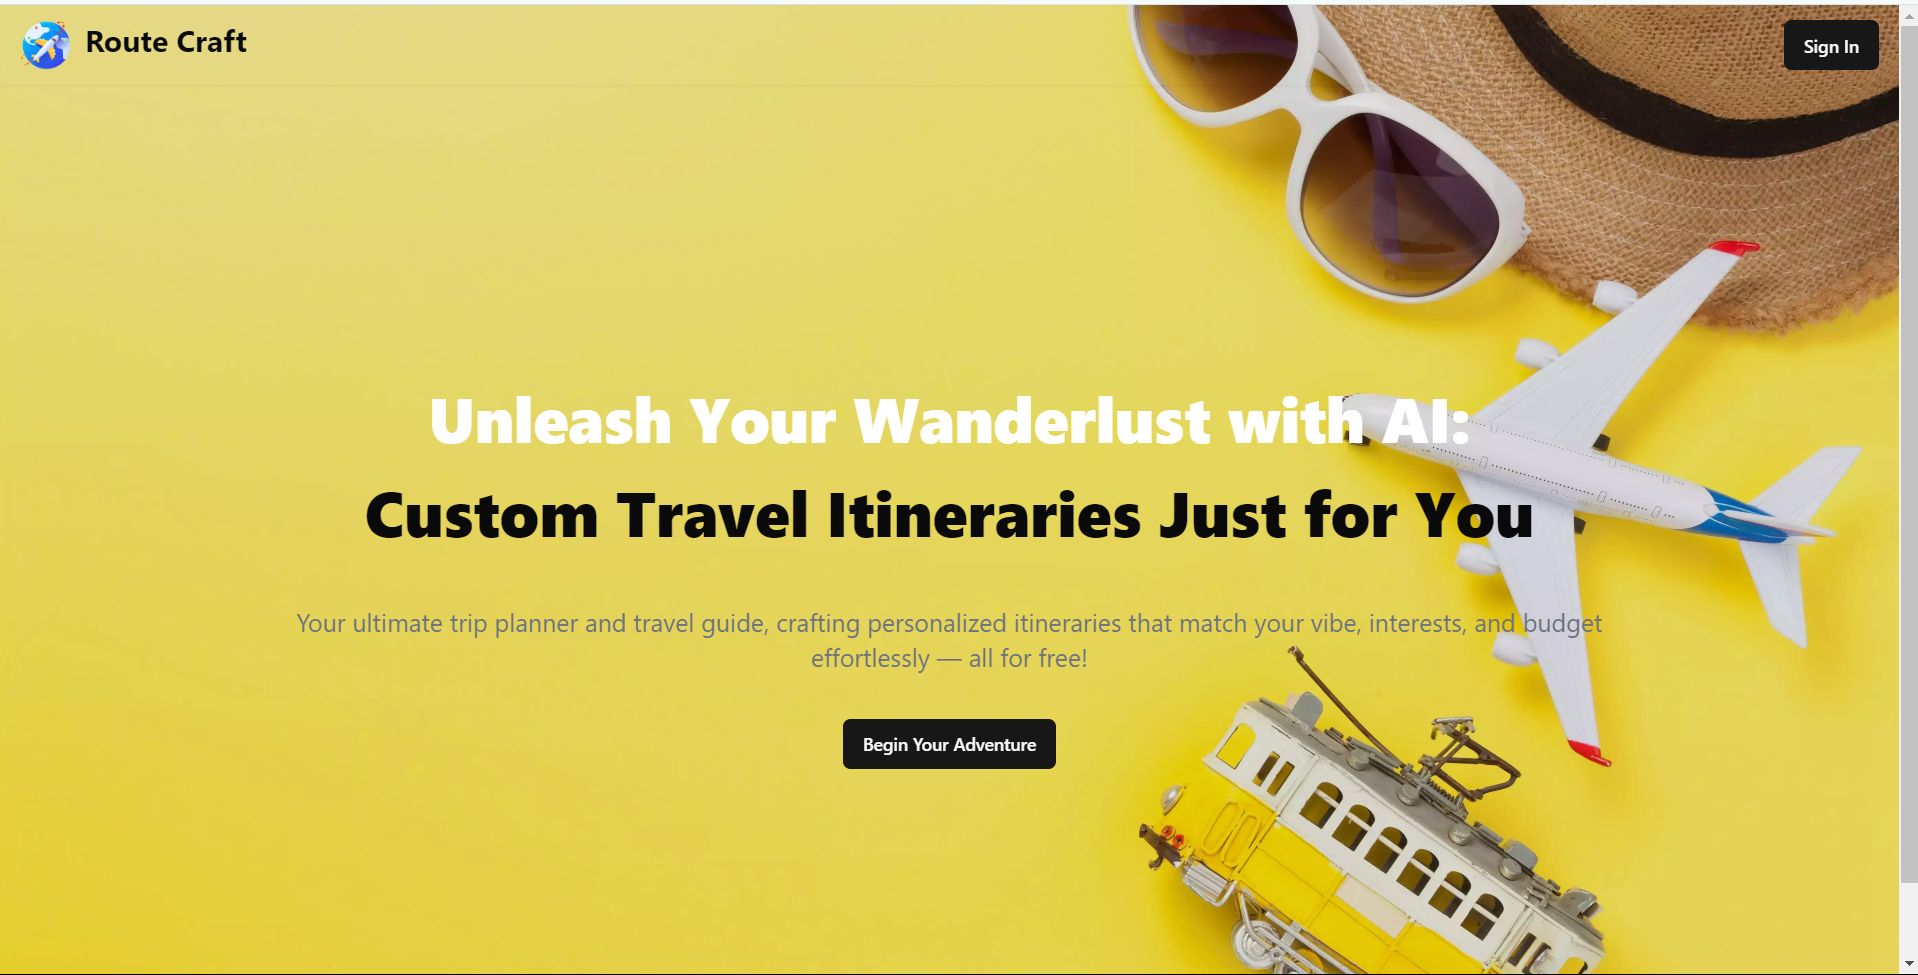 Route Craft
Sign In
Unleash Your Wanderlust with AI:
Custom Travel Itineraries Just for You
Your ultimate trip planner and travel guide, crafting personalized itineraries that match your vibe, interests, and budget
effortlessly — all for free!
Begin Your Adventure